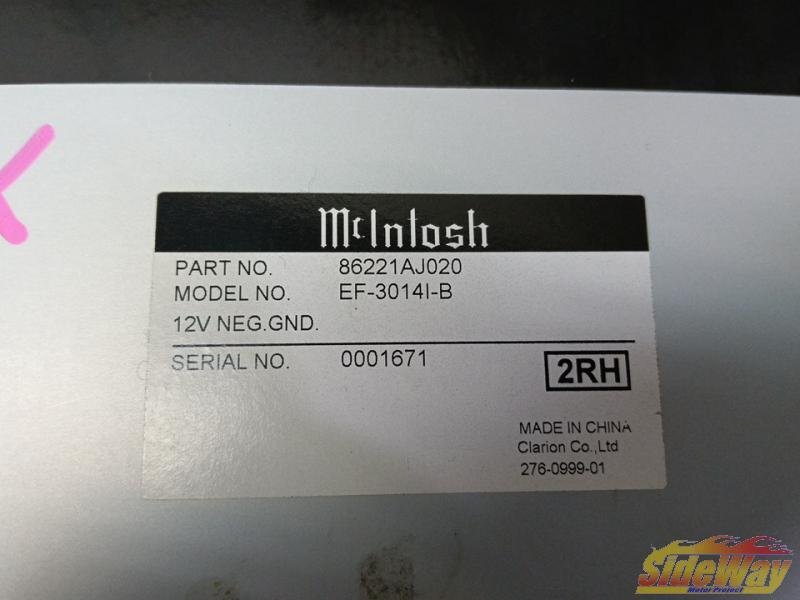 McIntosh
PART NO. 86221AJ020
MODEL NO. EF-3014I-B
12V NEG.GND.
SERIAL NO. 0001671
2RH
MADE IN CHINA
Clarion Co.,Ltd
276-0999-01
SideWay
Motor Project